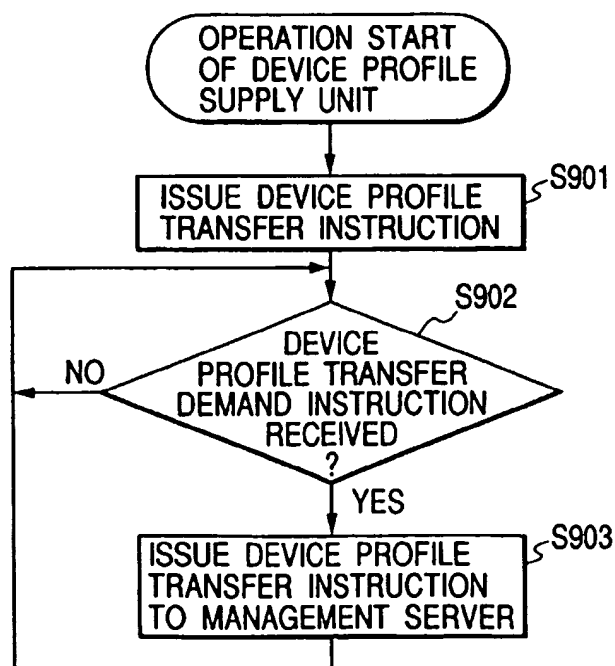 OPERATION START
OF DEVICE PROFILE
SUPPLY UNIT
S901
ISSUE DEVICE PROFILE
TRANSFER INSTRUCTION
S902
DEVICE
PROFILE TRANSFER
DEMAND INSTRUCTION
RECEIVED
?
NO
YES
S903
ISSUE DEVICE PROFILE
TRANSFER INSTRUCTION
TO MANAGEMENT SERVER